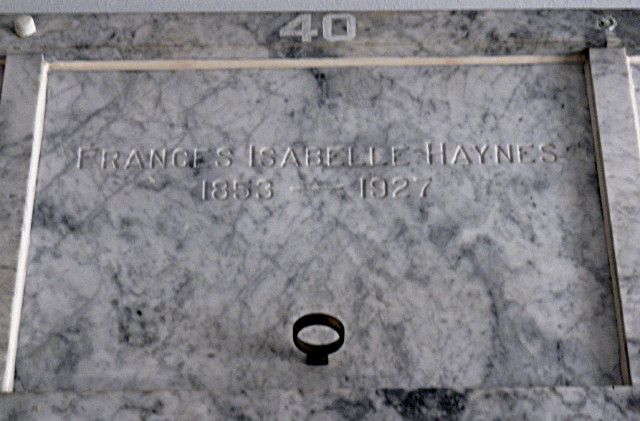 40
FRANCES ISABELLE HAYNES
1853 — 1927